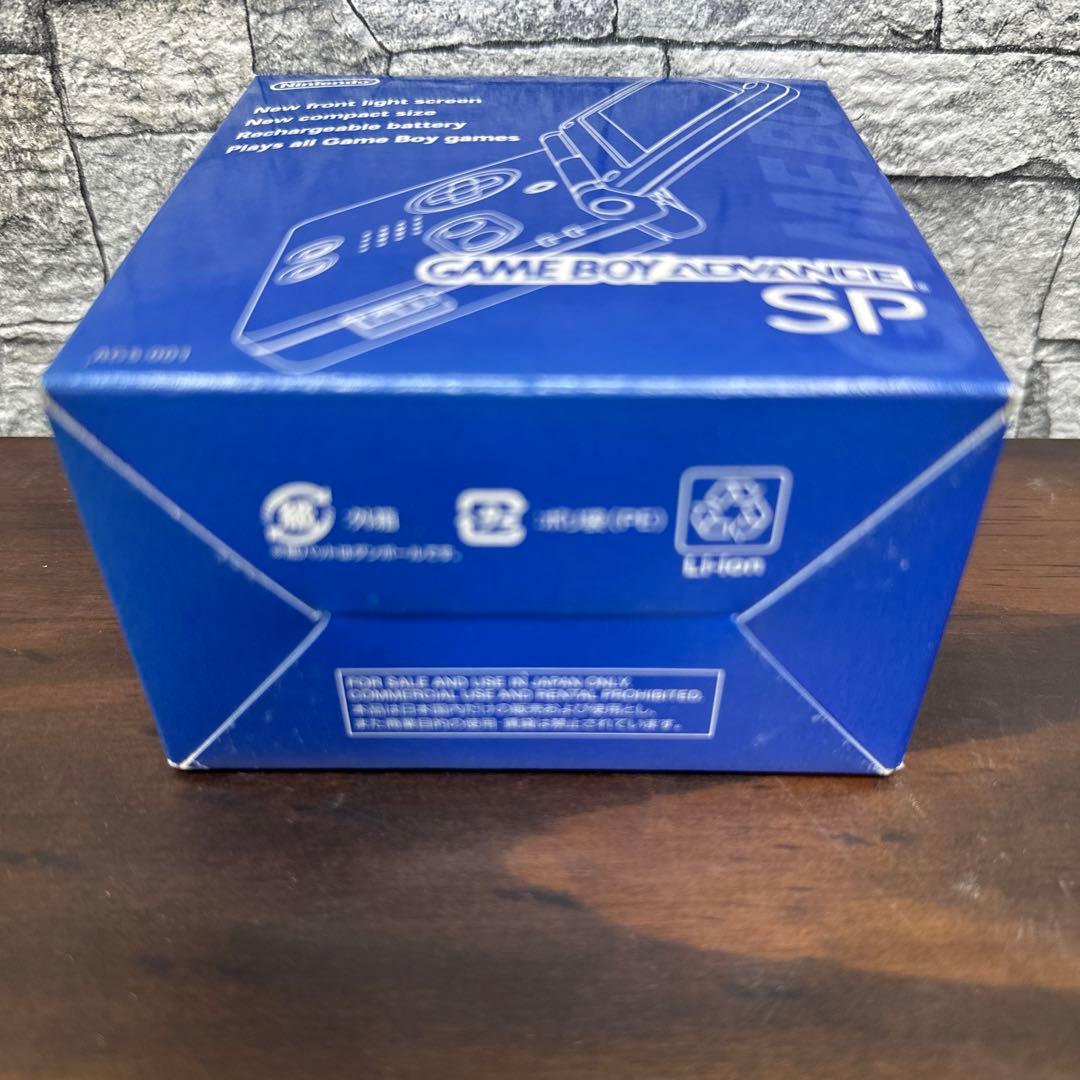 Nintendo
New front light screen
New compact size
Rechargeable battery
Plays all Game Boy games
GAME BOY ADVANCE
SP
紙
外箱
プラ
ポリ袋(PE)
Li-ion
FOR SALE AND USE IN JAPAN ONLY.
COMMERCIAL USE AND RENTAL PROHIBITED.
本品は日本国内だけの販売および使用とし、
また商業目的の使用・賃貸は禁止されています。